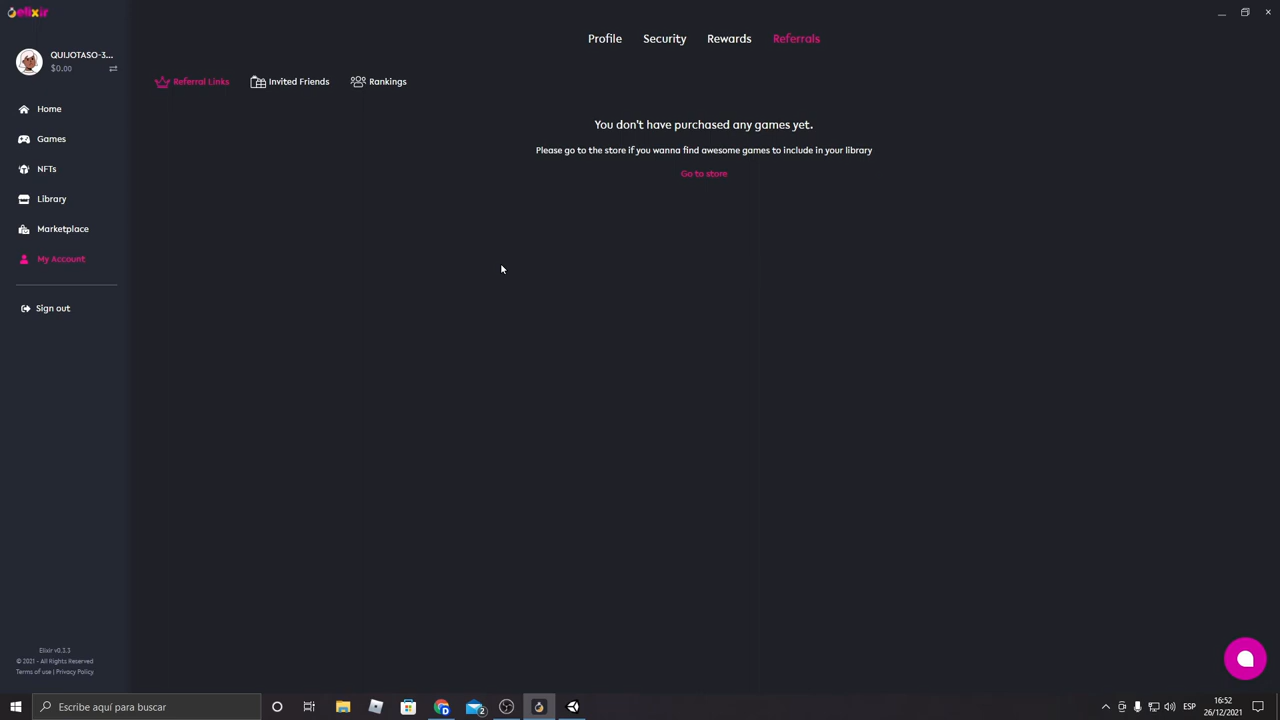 elixir
QUIJOTASO-3...
$0.00
Home
Games
NFTs
Library
Marketplace
My Account
Sign out
Profile
Security
Rewards
Referrals
Referral Links
Invited Friends
Rankings
You don't have purchased any games yet.
Please go to the store if you wanna find awesome games to include in your library
Go to store
Elixir v0.3.3
© 2021 - All Rights Reserved
Terms of use | Privacy Policy
Escribe aquí para buscar
2
ESP
16:52
26/12/2021